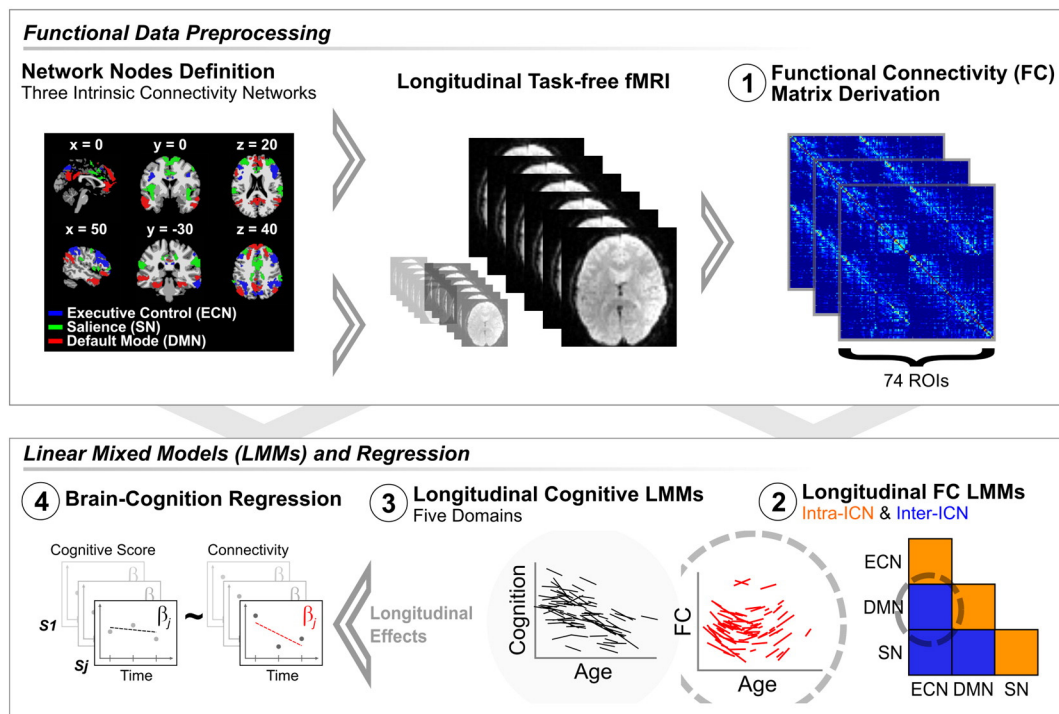 Functional Data Preprocessing
Network Nodes Definition
Three Intrinsic Connectivity Networks
x = 0 y = 0 z = 20
x = 50 y = -30 z = 40
Executive Control (ECN)
Salience (SN)
Default Mode (DMN)
Longitudinal Task-free fMRI
1 Functional Connectivity (FC)
Matrix Derivation
74 ROIs
Linear Mixed Models (LMMs) and Regression
4 Brain-Cognition Regression
Cognitive Score
Connectivity
β
β
βj
~
βj
S1
Sj
Time
Time
Longitudinal
Effects
3 Longitudinal Cognitive LMMs
Five Domains
Cognition
Age
FC
Age
2 Longitudinal FC LMMs
Intra-ICN & Inter-ICN
ECN
DMN
SN
ECN DMN SN